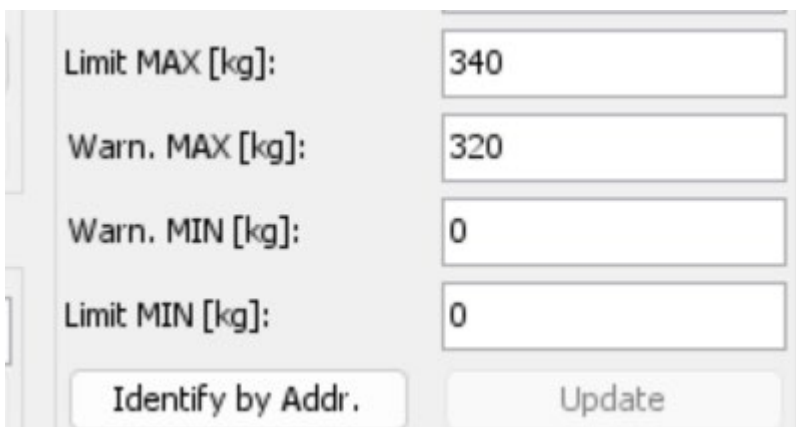 Limit MAX [kg]: 340
Warn. MAX [kg]: 320
Warn. MIN [kg]: 0
Limit MIN [kg]: 0
Identify by Addr. Update